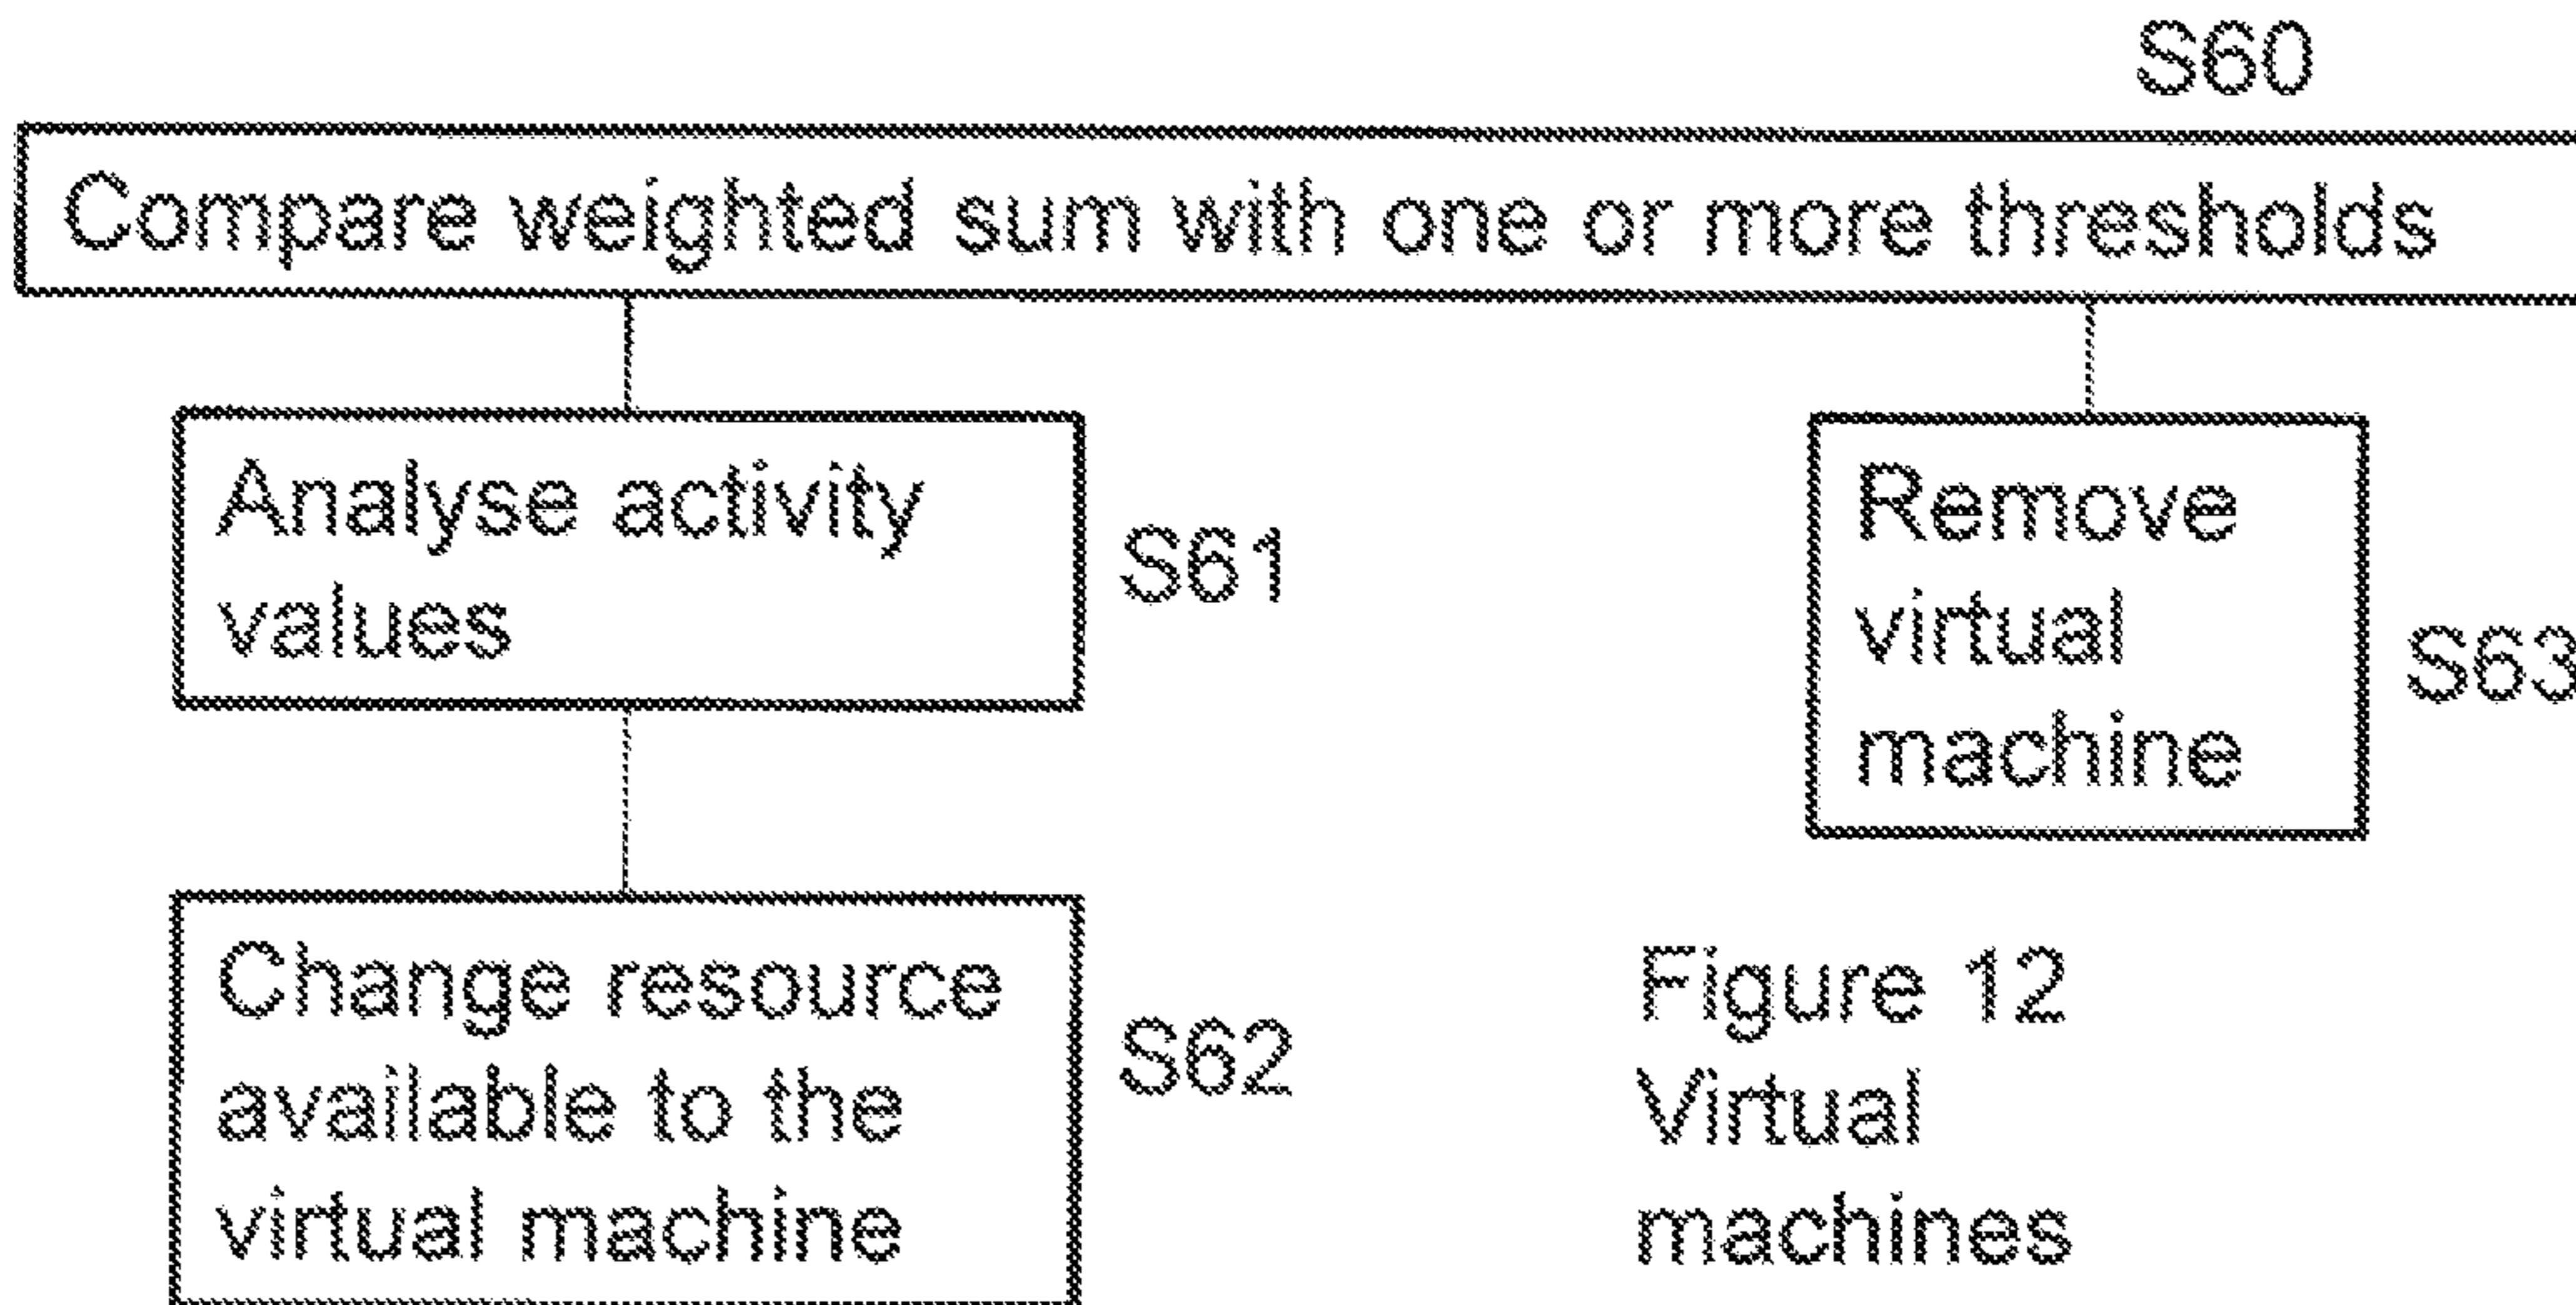 S60
Compare weighted sum with one or more thresholds
Analyse activity
values
S61
Remove
virtual
machine
S63
Change resource
available to the
virtual machine
S62
Figure 12
Virtual
machines